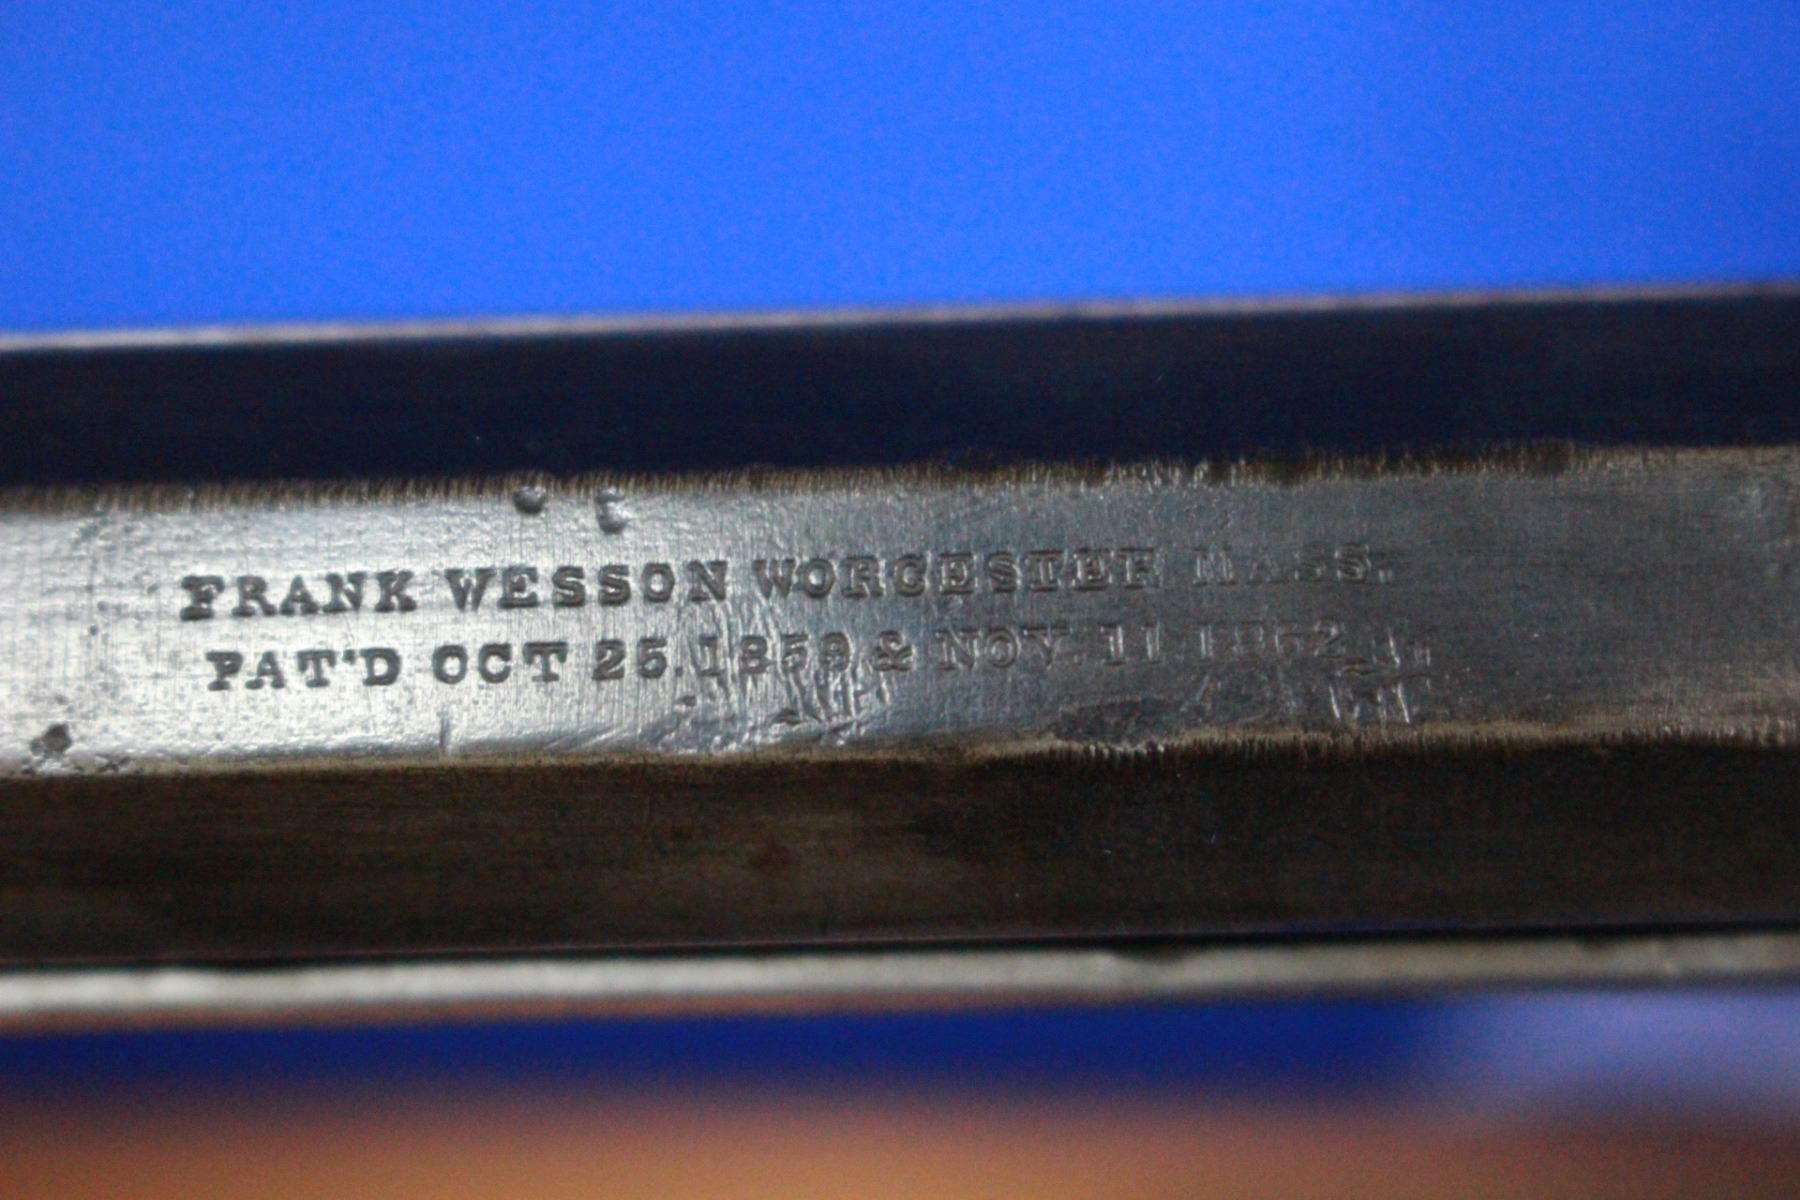 FRANK WESSON WORCESTER MASS.
PAT'D OCT 25.1859 & NOV. 11 1862